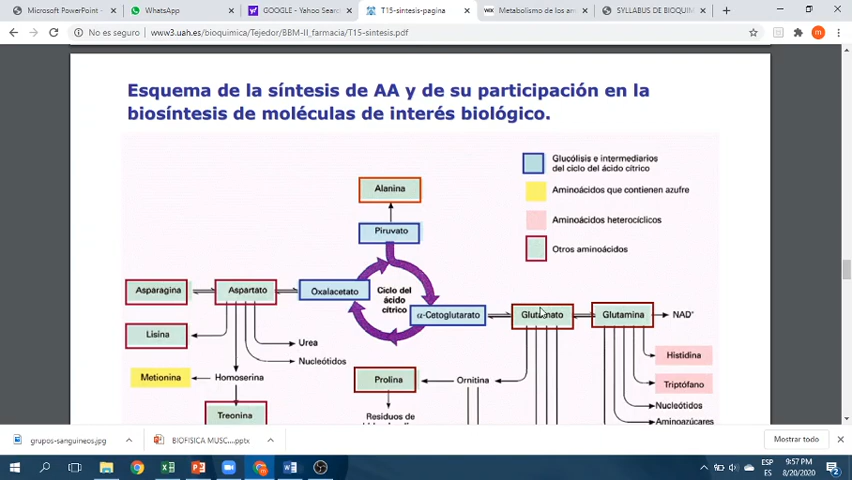 Microsoft PowerPoint -
WhatsApp
GOOGLE - Yahoo Sear
T15-sintesis-pagina
Metabolismo de los
SYLLABUS DE BIOQUIM
No es seguro
www3.uah.es/bioquimica/Tejedor/BBM-II_farmacia/T15-sintesis.pdf
Esquema de la síntesis de AA y de su participación en la
biosíntesis de moléculas de interés biológico.
Glucólisis e intermediarios
del ciclo del ácido cítrico
Alanina
Aminoácidos que contienen azufre
Aminoácidos heterocíclicos
Piruvato
Otros aminoácidos
Asparagina
Aspartato
Oxalacetato
Ciclo del
ácido
cítrico
α-Cetoglutarato
Glutamato
Glutamina
NAD+
Lisina
Urea
Histidina
Nucleótidos
Metionina
Homoserina
Prolina
Ornitina
Triptófano
Nucleótidos
Treonina
Residuos de
Aminoazúcares
grupos-sanguineos.jpg
BIOFISICA MUSC....pptx
Mostrar todo
ESP
9:57 PM
ES
8/20/2020
2